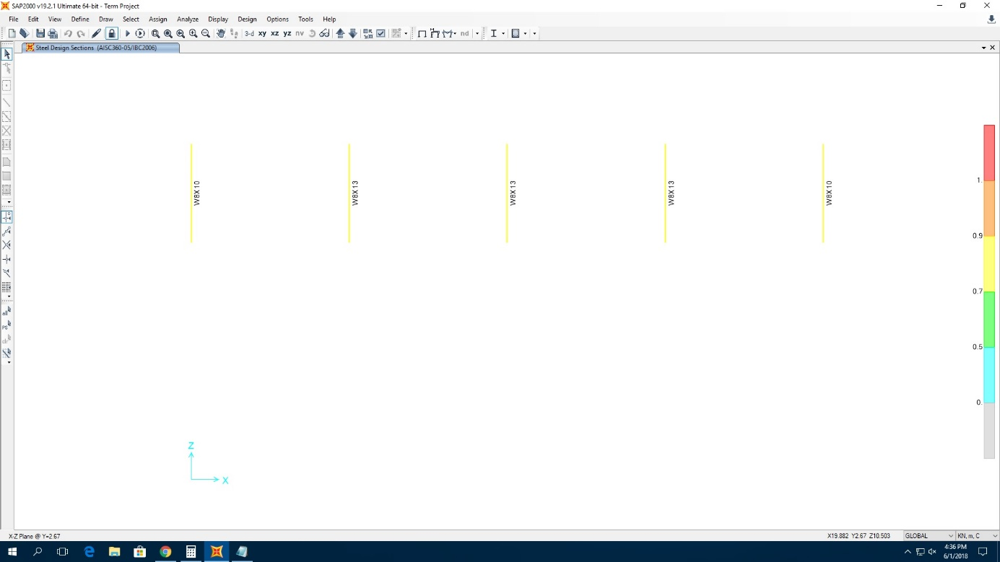 SAP2000 v19.2.1 Ultimate 64-bit - Term Project
File Edit View Define Draw Select Assign Analyze Display Design Options Tools Help
3-d xy xz yz nv nd
Steel Design Sections (AISC360-05/IBC2006)
W8X10
W8X13
W8X13
W8X13
W8X10
1.
0.9
0.7
0.5
0.
Z
X
X-Z Plane @ Y=2.67
X19.882 Y2.67 Z10.503
GLOBAL
KN, m, C
4:36 PM
6/1/2018